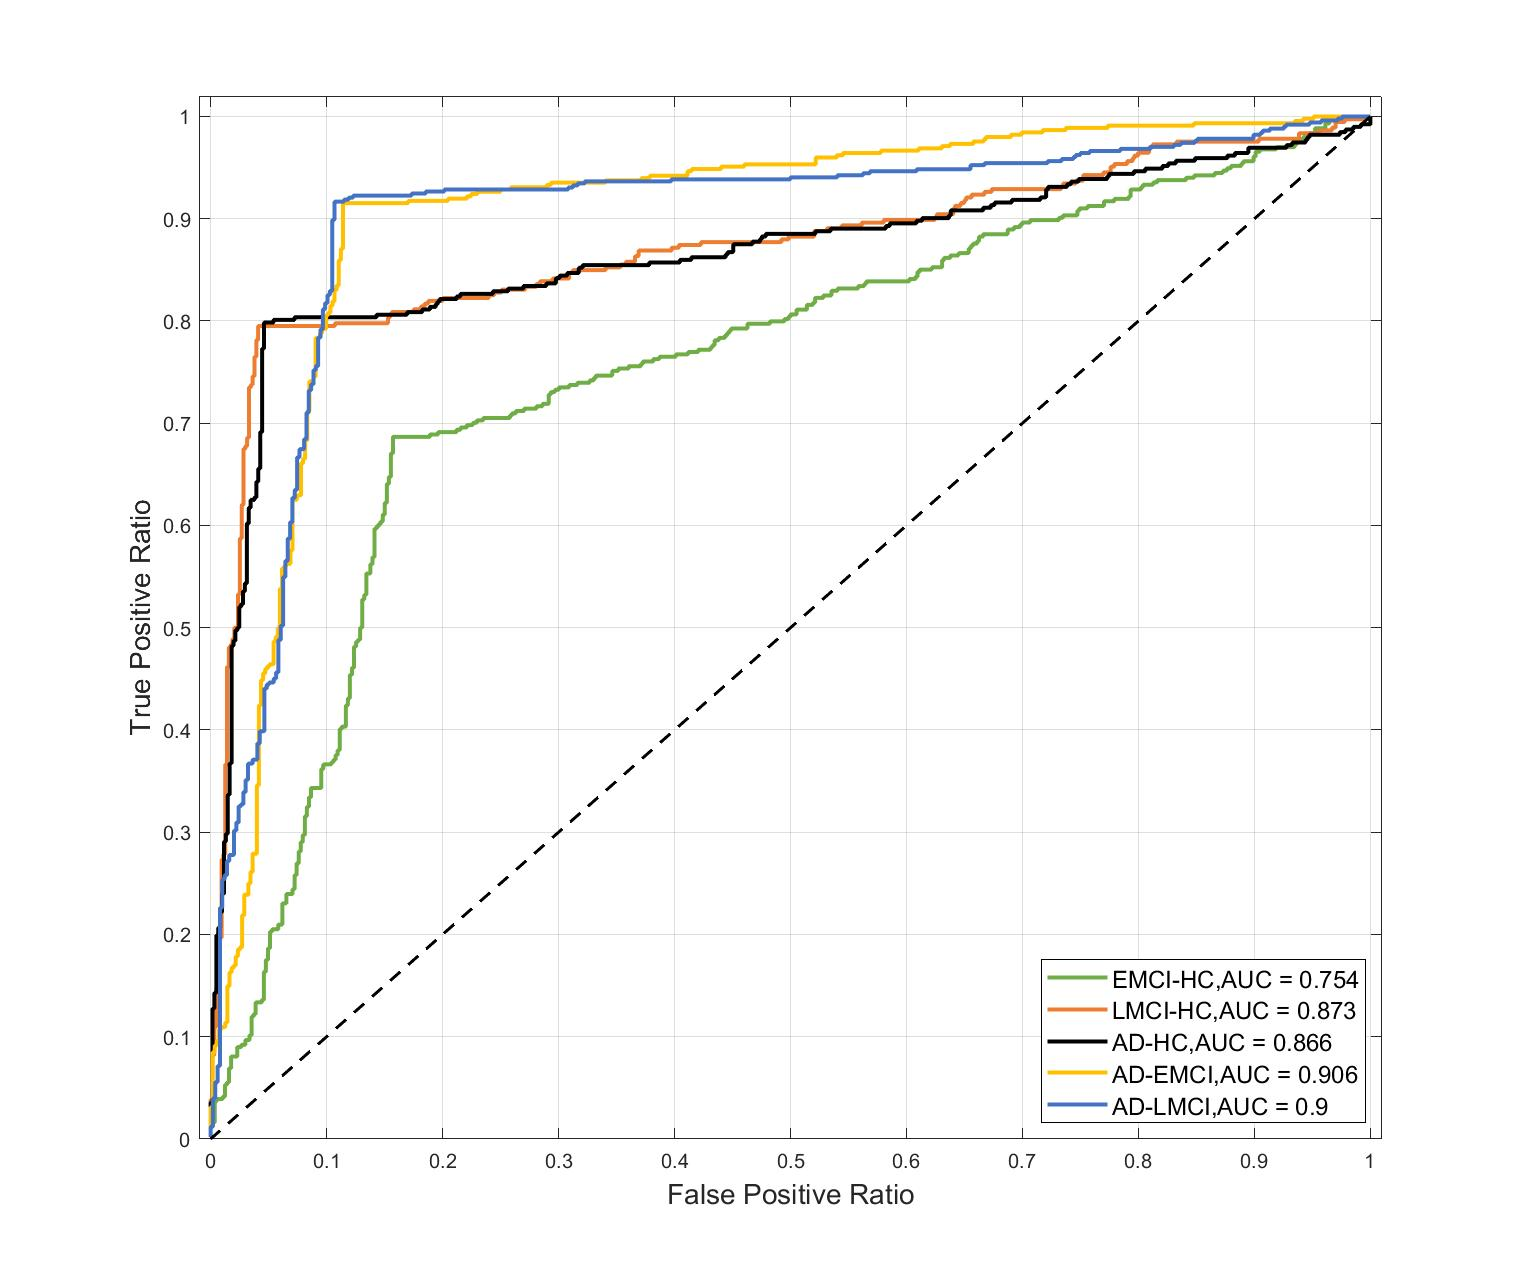 1
0.9
0.8
0.7
0.6
0.5
0.4
0.3
0.2
0.1
0
True Positive Ratio
0 0.1 0.2 0.3 0.4 0.5 0.6 0.7 0.8 0.9 1
False Positive Ratio
EMCI-HC,AUC = 0.754
LMCI-HC,AUC = 0.873
AD-HC,AUC = 0.866
AD-EMCI,AUC = 0.906
AD-LMCI,AUC = 0.9